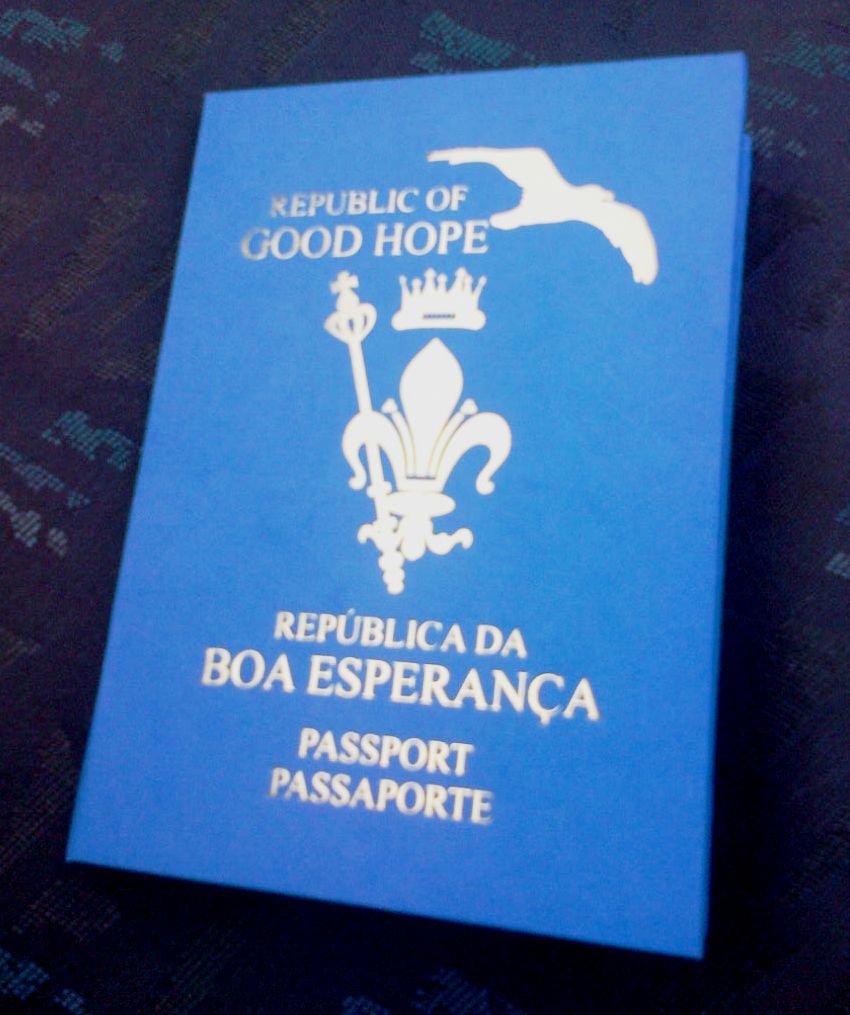 REPUBLIC OF
GOOD HOPE
REPÚBLICA DA
BOA ESPERANÇA
PASSPORT
PASSAPORTE